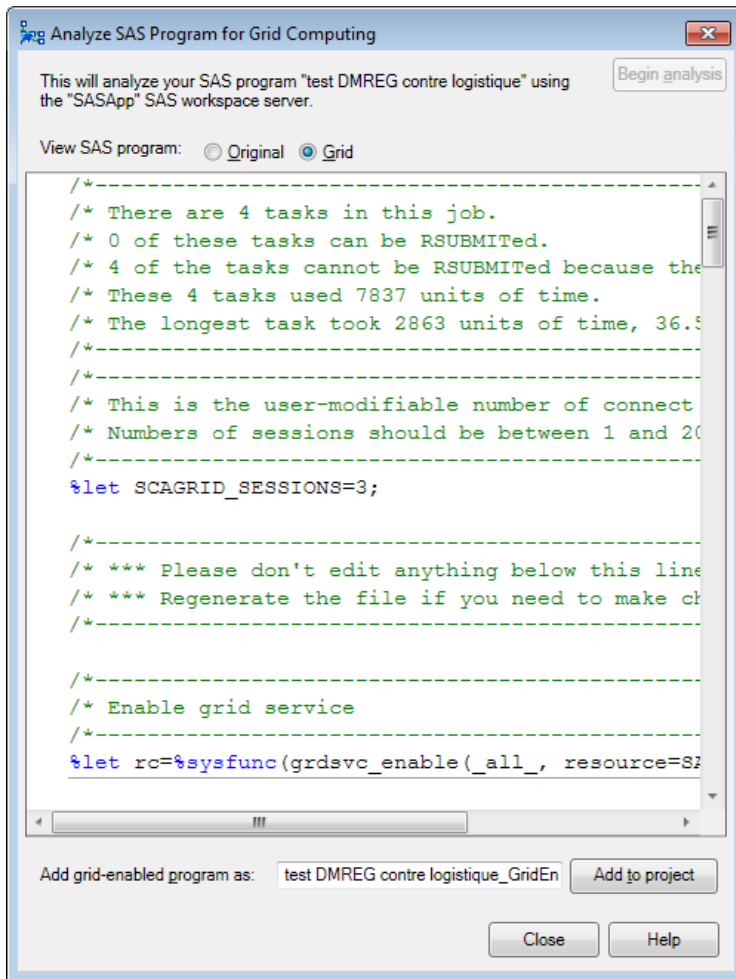 Analyze SAS Program for Grid Computing
This will analyze your SAS program "test DMREG contre logistique" using
the "SASApp" SAS workspace server.
Begin analysis
View SAS program: Original Grid
/*-----------------------------------------------
/* There are 4 tasks in this job.
/* 0 of these tasks can be RSUBMITed.
/* 4 of the tasks cannot be RSUBMITed because the
/* These 4 tasks used 7837 units of time.
/* The longest task took 2863 units of time, 36.5
/*-----------------------------------------------
/*-----------------------------------------------
/* This is the user-modifiable number of connect
/* Numbers of sessions should be between 1 and 20
/*-----------------------------------------------
%let SCAGRID_SESSIONS=3;
/*-----------------------------------------------
/* *** Please don't edit anything below this line
/* *** Regenerate the file if you need to make ch
/*-----------------------------------------------
/*-----------------------------------------------
/* Enable grid service
/*-----------------------------------------------
%let rc=%sysfunc(grdsvc_enable(_all_, resource=SA
Add grid-enabled program as: test DMREG contre logistique_GridEn Add to project
Close Help